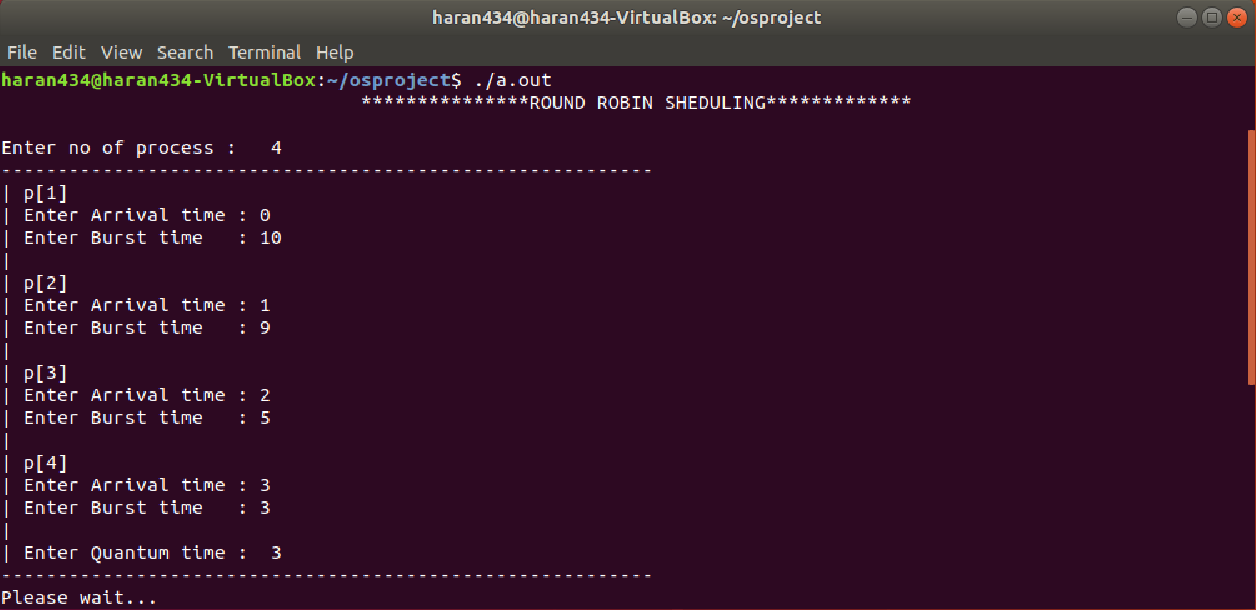 haran434@haran434-VirtualBox: ~/osproject
File Edit View Search Terminal Help
haran434@haran434-VirtualBox:~/osproject$ ./a.out
***************ROUND ROBIN SHEDULING*************
Enter no of process :   4
----------------------------------------------------------
| p[1]
| Enter Arrival time : 0
| Enter Burst time   : 10
|
| p[2]
| Enter Arrival time : 1
| Enter Burst time   : 9
|
| p[3]
| Enter Arrival time : 2
| Enter Burst time   : 5
|
| p[4]
| Enter Arrival time : 3
| Enter Burst time   : 3
|
| Enter Quantum time :  3
----------------------------------------------------------
Please wait...